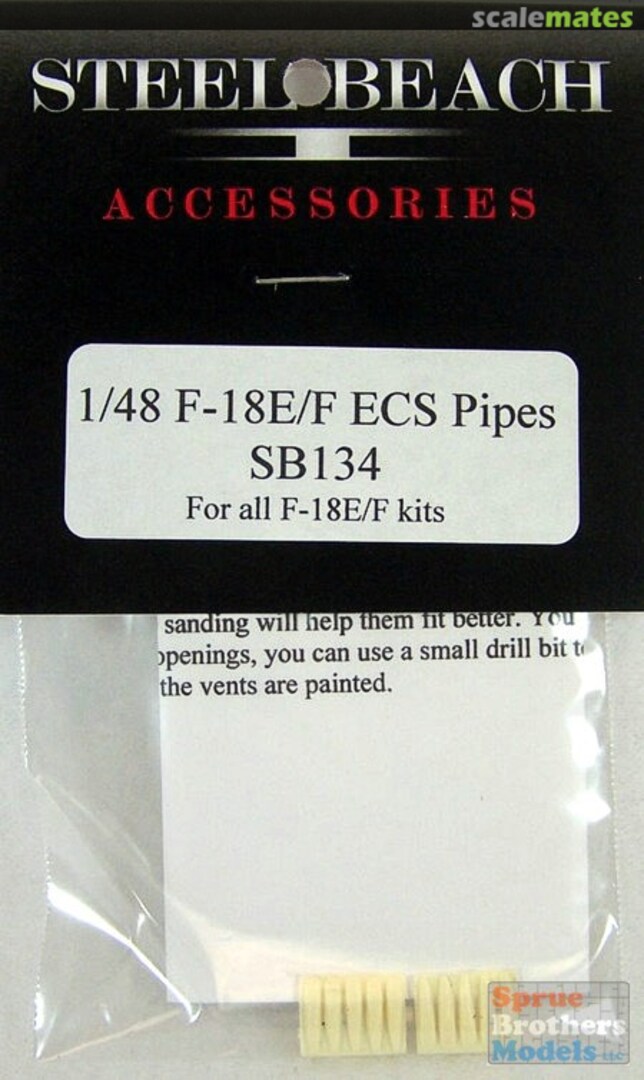 scalemates
STEEL BEACH
ACCESSORIES
1/48 F-18E/F ECS Pipes
SB134
For all F-18E/F kits
sanding will help them fit better. You
openings, you can use a small drill bit
the vents are painted.
Sprue
Brothers
Models LLC